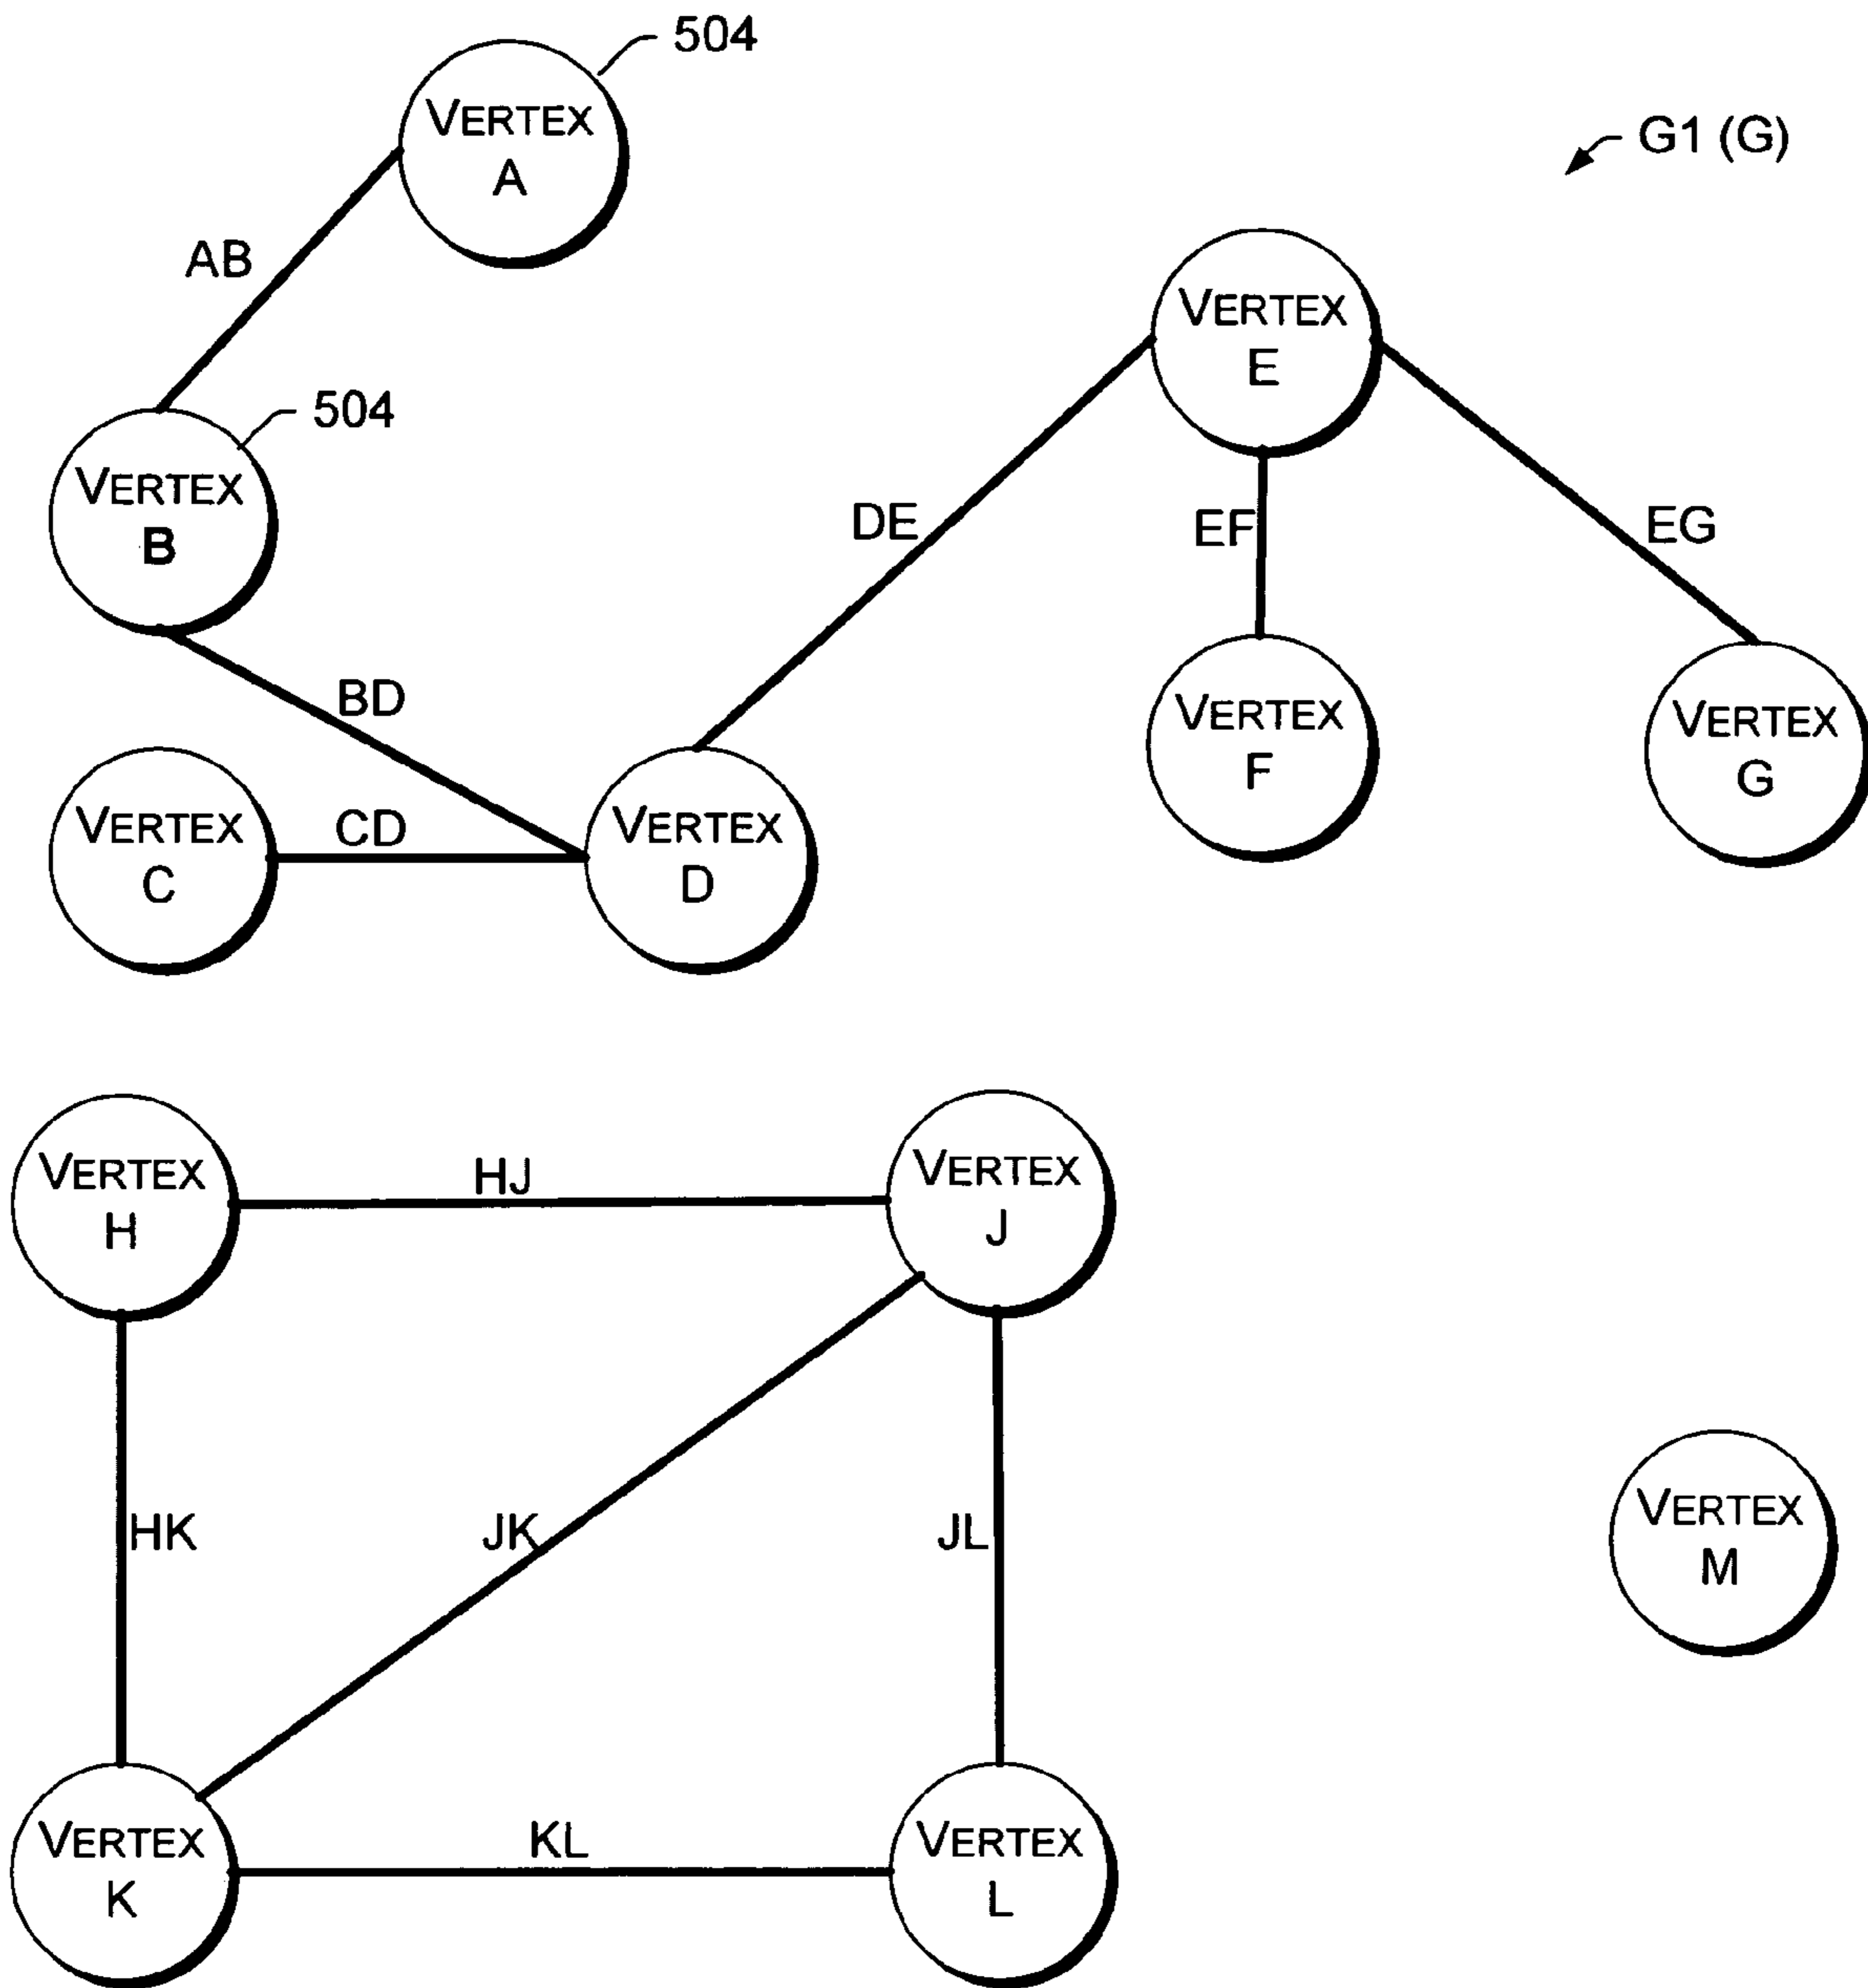 504
VERTEX
A
G1 (G)
AB
VERTEX
E
504
VERTEX
B
DE
EF
EG
BD
VERTEX
F
VERTEX
G
VERTEX
C
CD
VERTEX
D
VERTEX
H
HJ
VERTEX
J
HK
JK
JL
VERTEX
M
VERTEX
K
KL
VERTEX
L